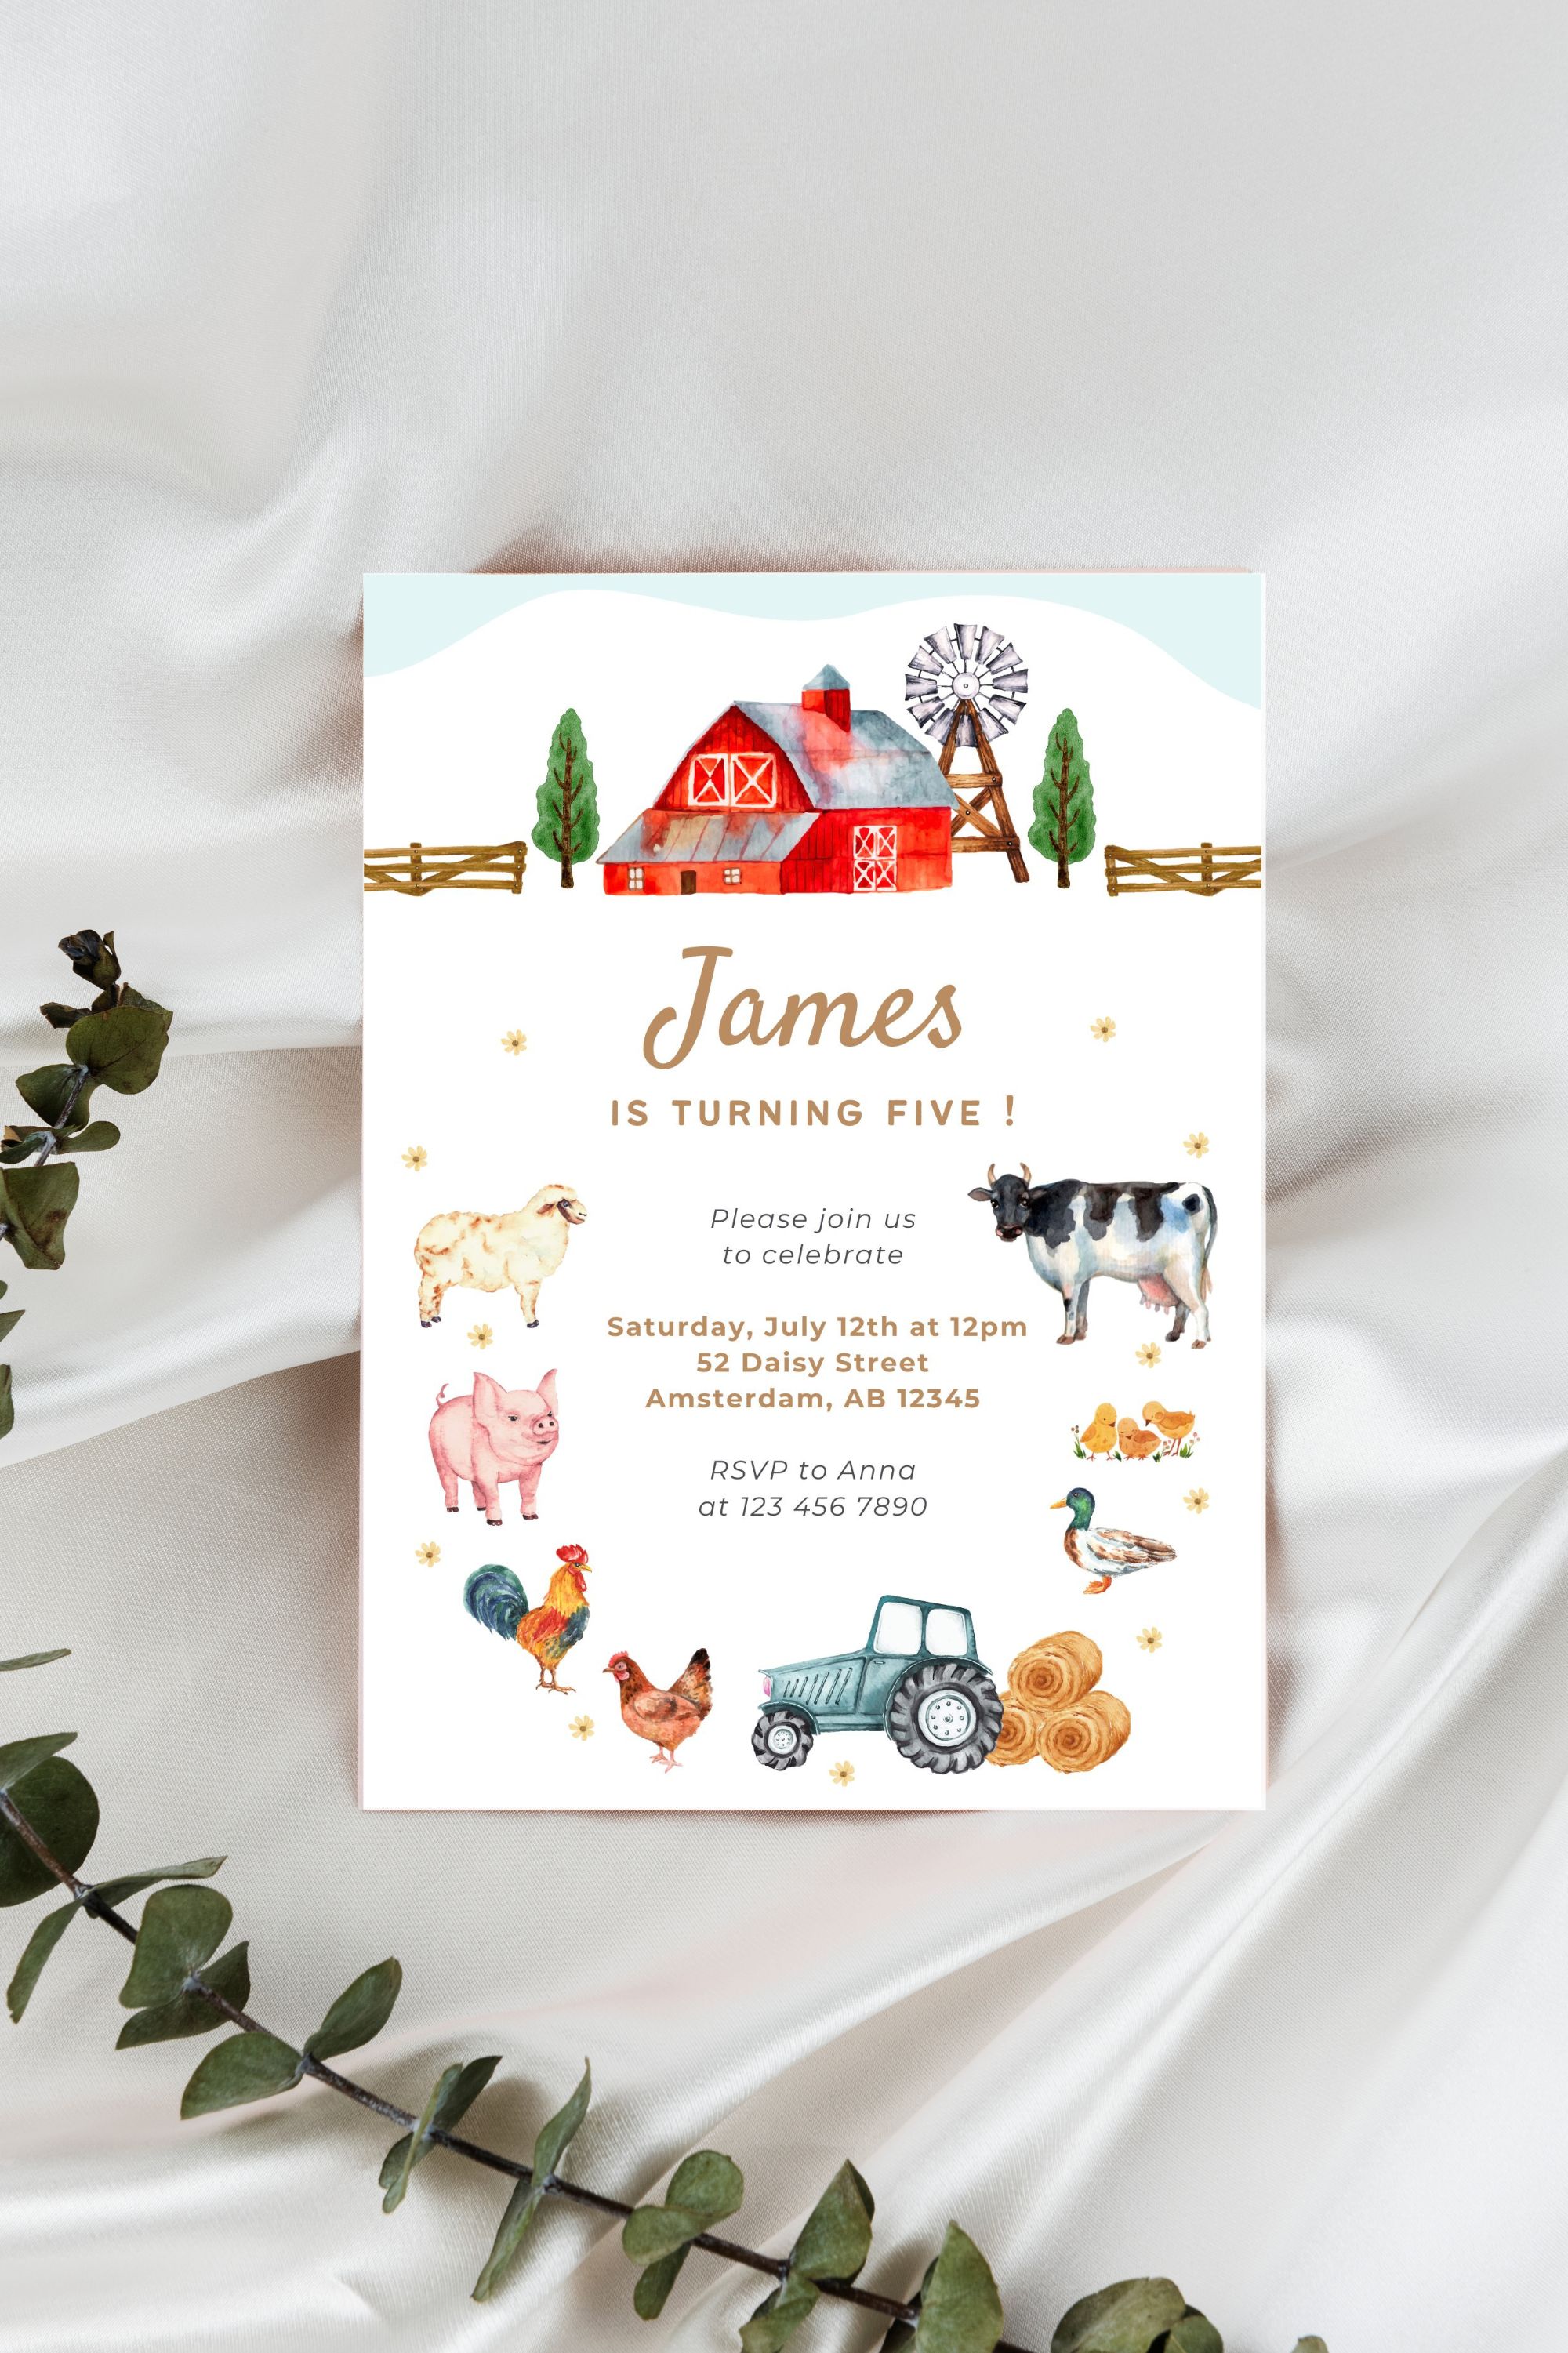 James
IS TURNING FIVE !
Please join us
to celebrate
Saturday, July 12th at 12pm
52 Daisy Street
Amsterdam, AB 12345
RSVP to Anna
at 123 456 7890